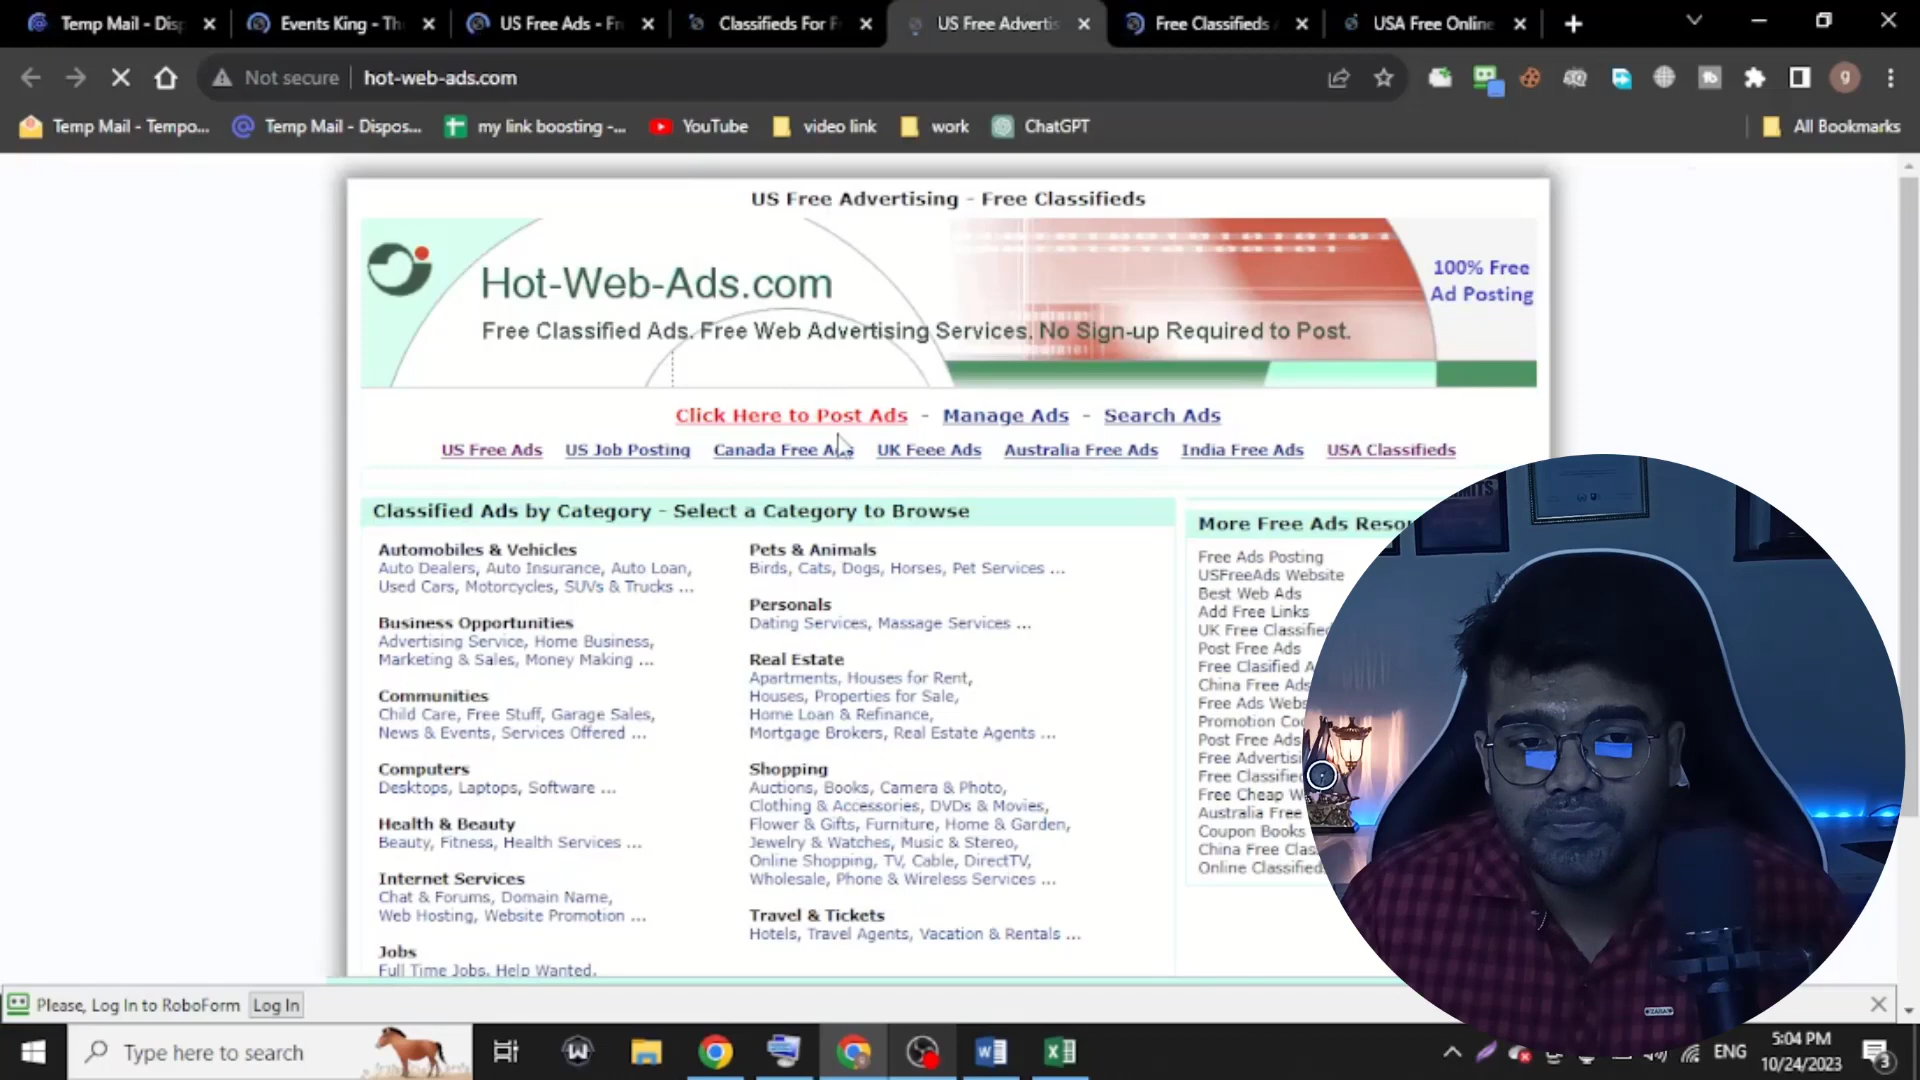 Temp Mail - Disp
Events King - Th
US Free Ads - Fr
Classifieds For F
US Free Advertis
Free Classifieds
USA Free Online
Not secure
hot-web-ads.com
Temp Mail - Tempo...
Temp Mail - Dispos...
my link boosting -...
YouTube
video link
work
ChatGPT
All Bookmarks
US Free Advertising - Free Classifieds
Hot-Web-Ads.com
100% Free
Ad Posting
Free Classified Ads. Free Web Advertising Services. No Sign-up Required to Post.
Click Here to Post Ads - Manage Ads - Search Ads
US Free Ads US Job Posting Canada Free Ads UK Feee Ads Australia Free Ads India Free Ads USA Classifieds
Classified Ads by Category - Select a Category to Browse
Automobiles & Vehicles
Auto Dealers, Auto Insurance, Auto Loan,
Used Cars, Motorcycles, SUVs & Trucks ...
Business Opportunities
Advertising Service, Home Business,
Marketing & Sales, Money Making ...
Communities
Child Care, Free Stuff, Garage Sales,
News & Events, Services Offered ...
Computers
Desktops, Laptops, Software ...
Health & Beauty
Beauty, Fitness, Health Services ...
Internet Services
Chat & Forums, Domain Name,
Web Hosting, Website Promotion ...
Jobs
Full Time Jobs, Help Wanted,
Pets & Animals
Birds, Cats, Dogs, Horses, Pet Services ...
Personals
Dating Services, Massage Services ...
Real Estate
Apartments, Houses for Rent,
Houses, Properties for Sale,
Home Loan & Refinance,
Mortgage Brokers, Real Estate Agents ...
Shopping
Auctions, Books, Camera & Photo,
Clothing & Accessories, DVDs & Movies,
Flower & Gifts, Furniture, Home & Garden,
Jewelry & Watches, Music & Stereo,
Online Shopping, TV, Cable, DirectTV,
Wholesale, Phone & Wireless Services ...
Travel & Tickets
Hotels, Travel Agents, Vacation & Rentals ...
More Free Ads Resou
Free Ads Posting
USFreeAds Website
Best Web Ads
Add Free Links
UK Free Classifie
Post Free Ads
Free Clasified A
China Free Ads
Free Ads Webs
Promotion Co
Post Free Ads
Free Advertisi
Free Classifie
Free Cheap W
Australia Free
Coupon Books
China Free Clas
Online Classified
Please, Log In to RoboForm
Log In
Type here to search
ENG
5:04 PM
10/24/2023
3
ZARA